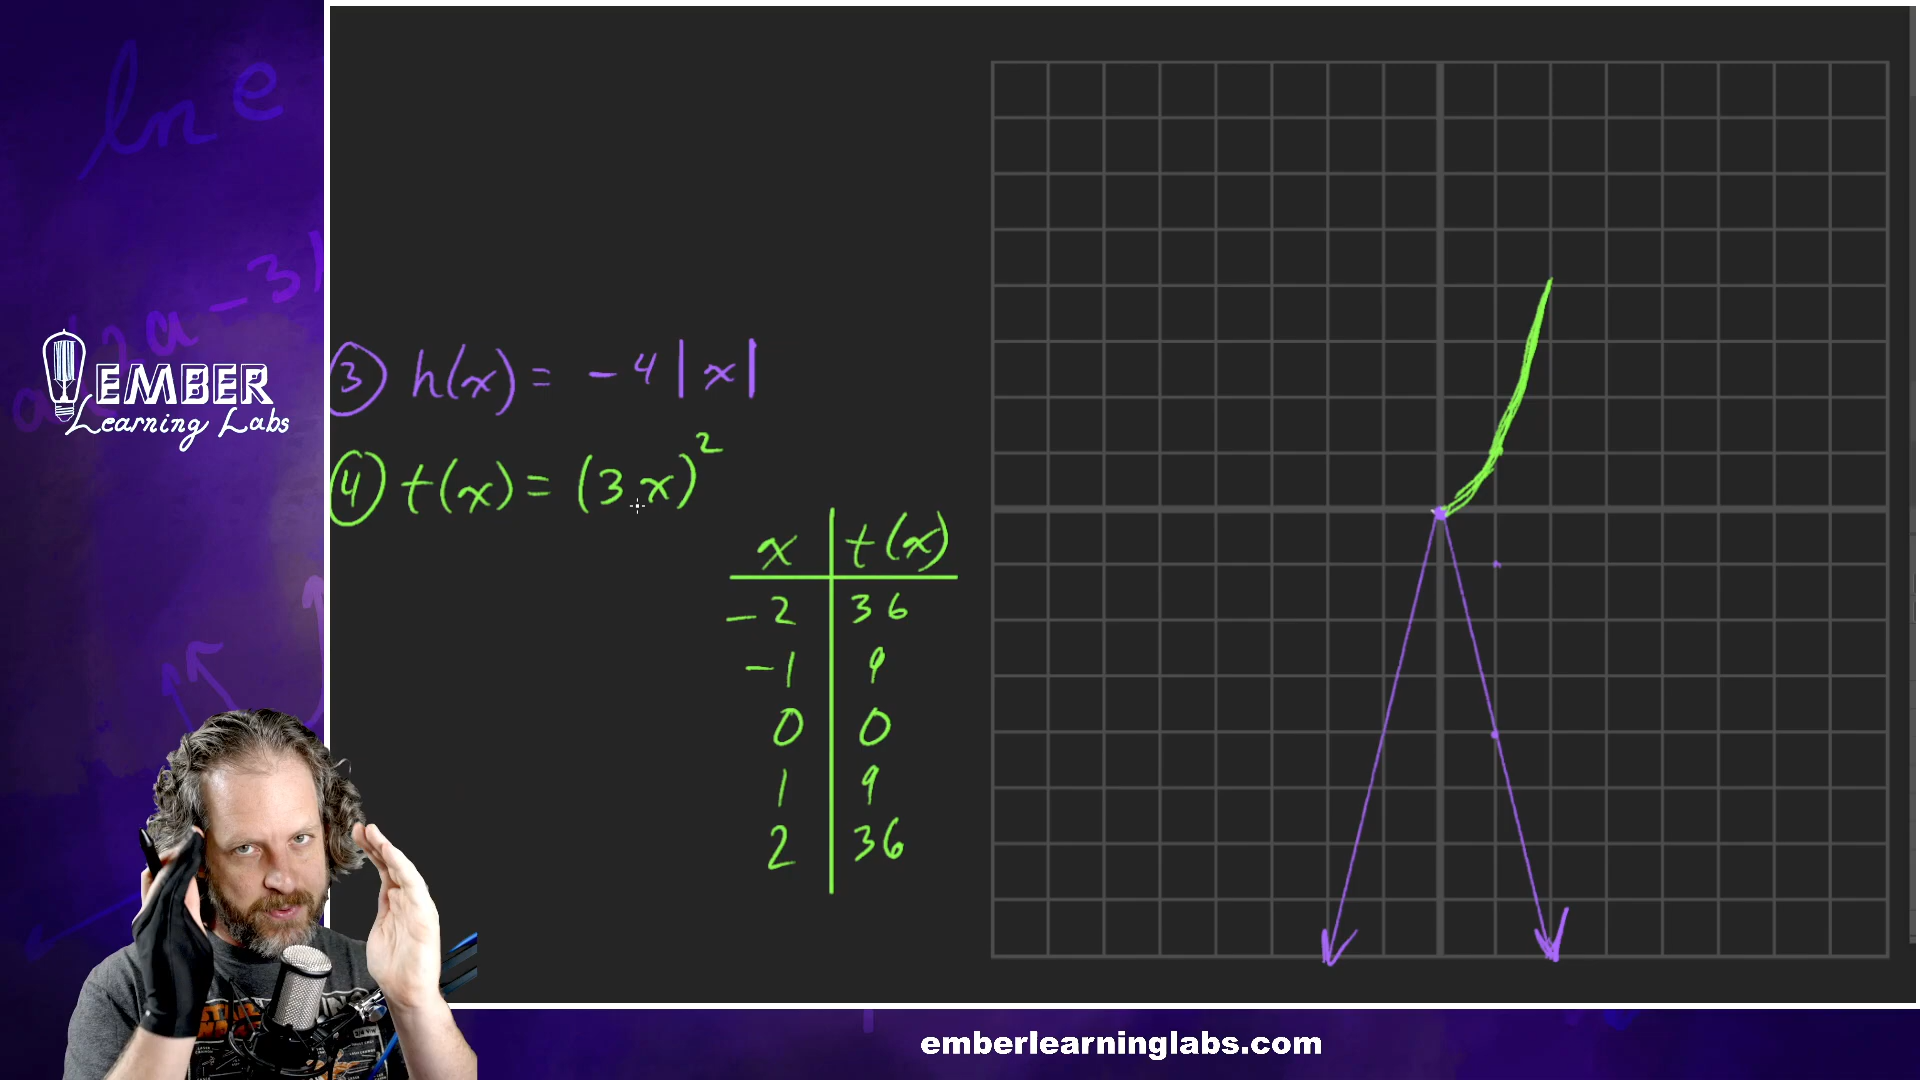 ln e
EMBER
Learning Labs
③ h(x) = -4|x|
④ t(x) = (3x)²
x t(x)
-2 36
-1 9
0 0
1 9
2 36
emberlearninglabs.com